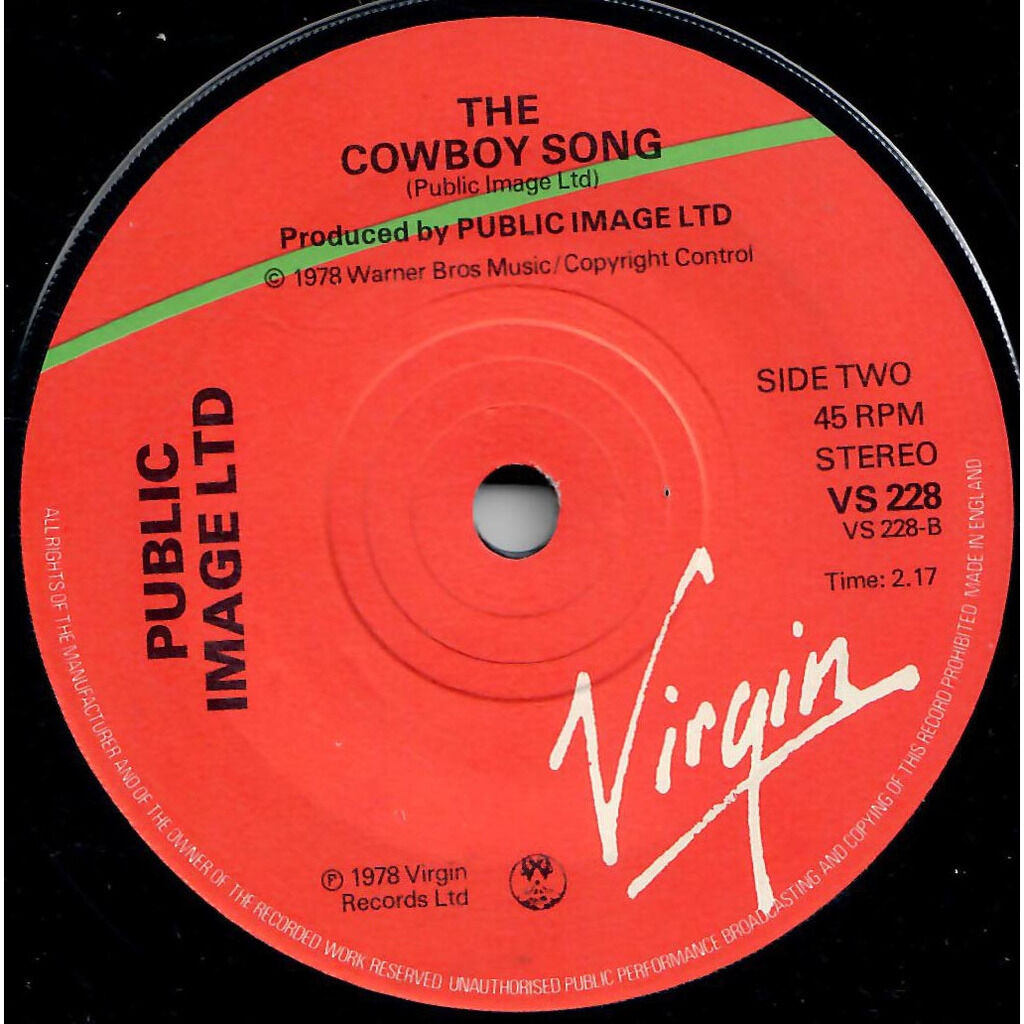 THE
COWBOY SONG
(Public Image Ltd)
Produced by PUBLIC IMAGE LTD
© 1978 Warner Bros Music/Copyright Control
SIDE TWO
45 RPM
STEREO
VS 228
VS 228-B
Time: 2.17
PUBLIC
IMAGE LTD
Virgin
℗ 1978 Virgin
Records Ltd
ALL RIGHTS OF THE MANUFACTURER AND OF THE OWNER OF THE RECORDED WORK RESERVED UNAUTHORISED PUBLIC PERFORMANCE BROADCASTING AND COPYING OF THIS RECORD PROHIBITED MADE IN ENGLAND